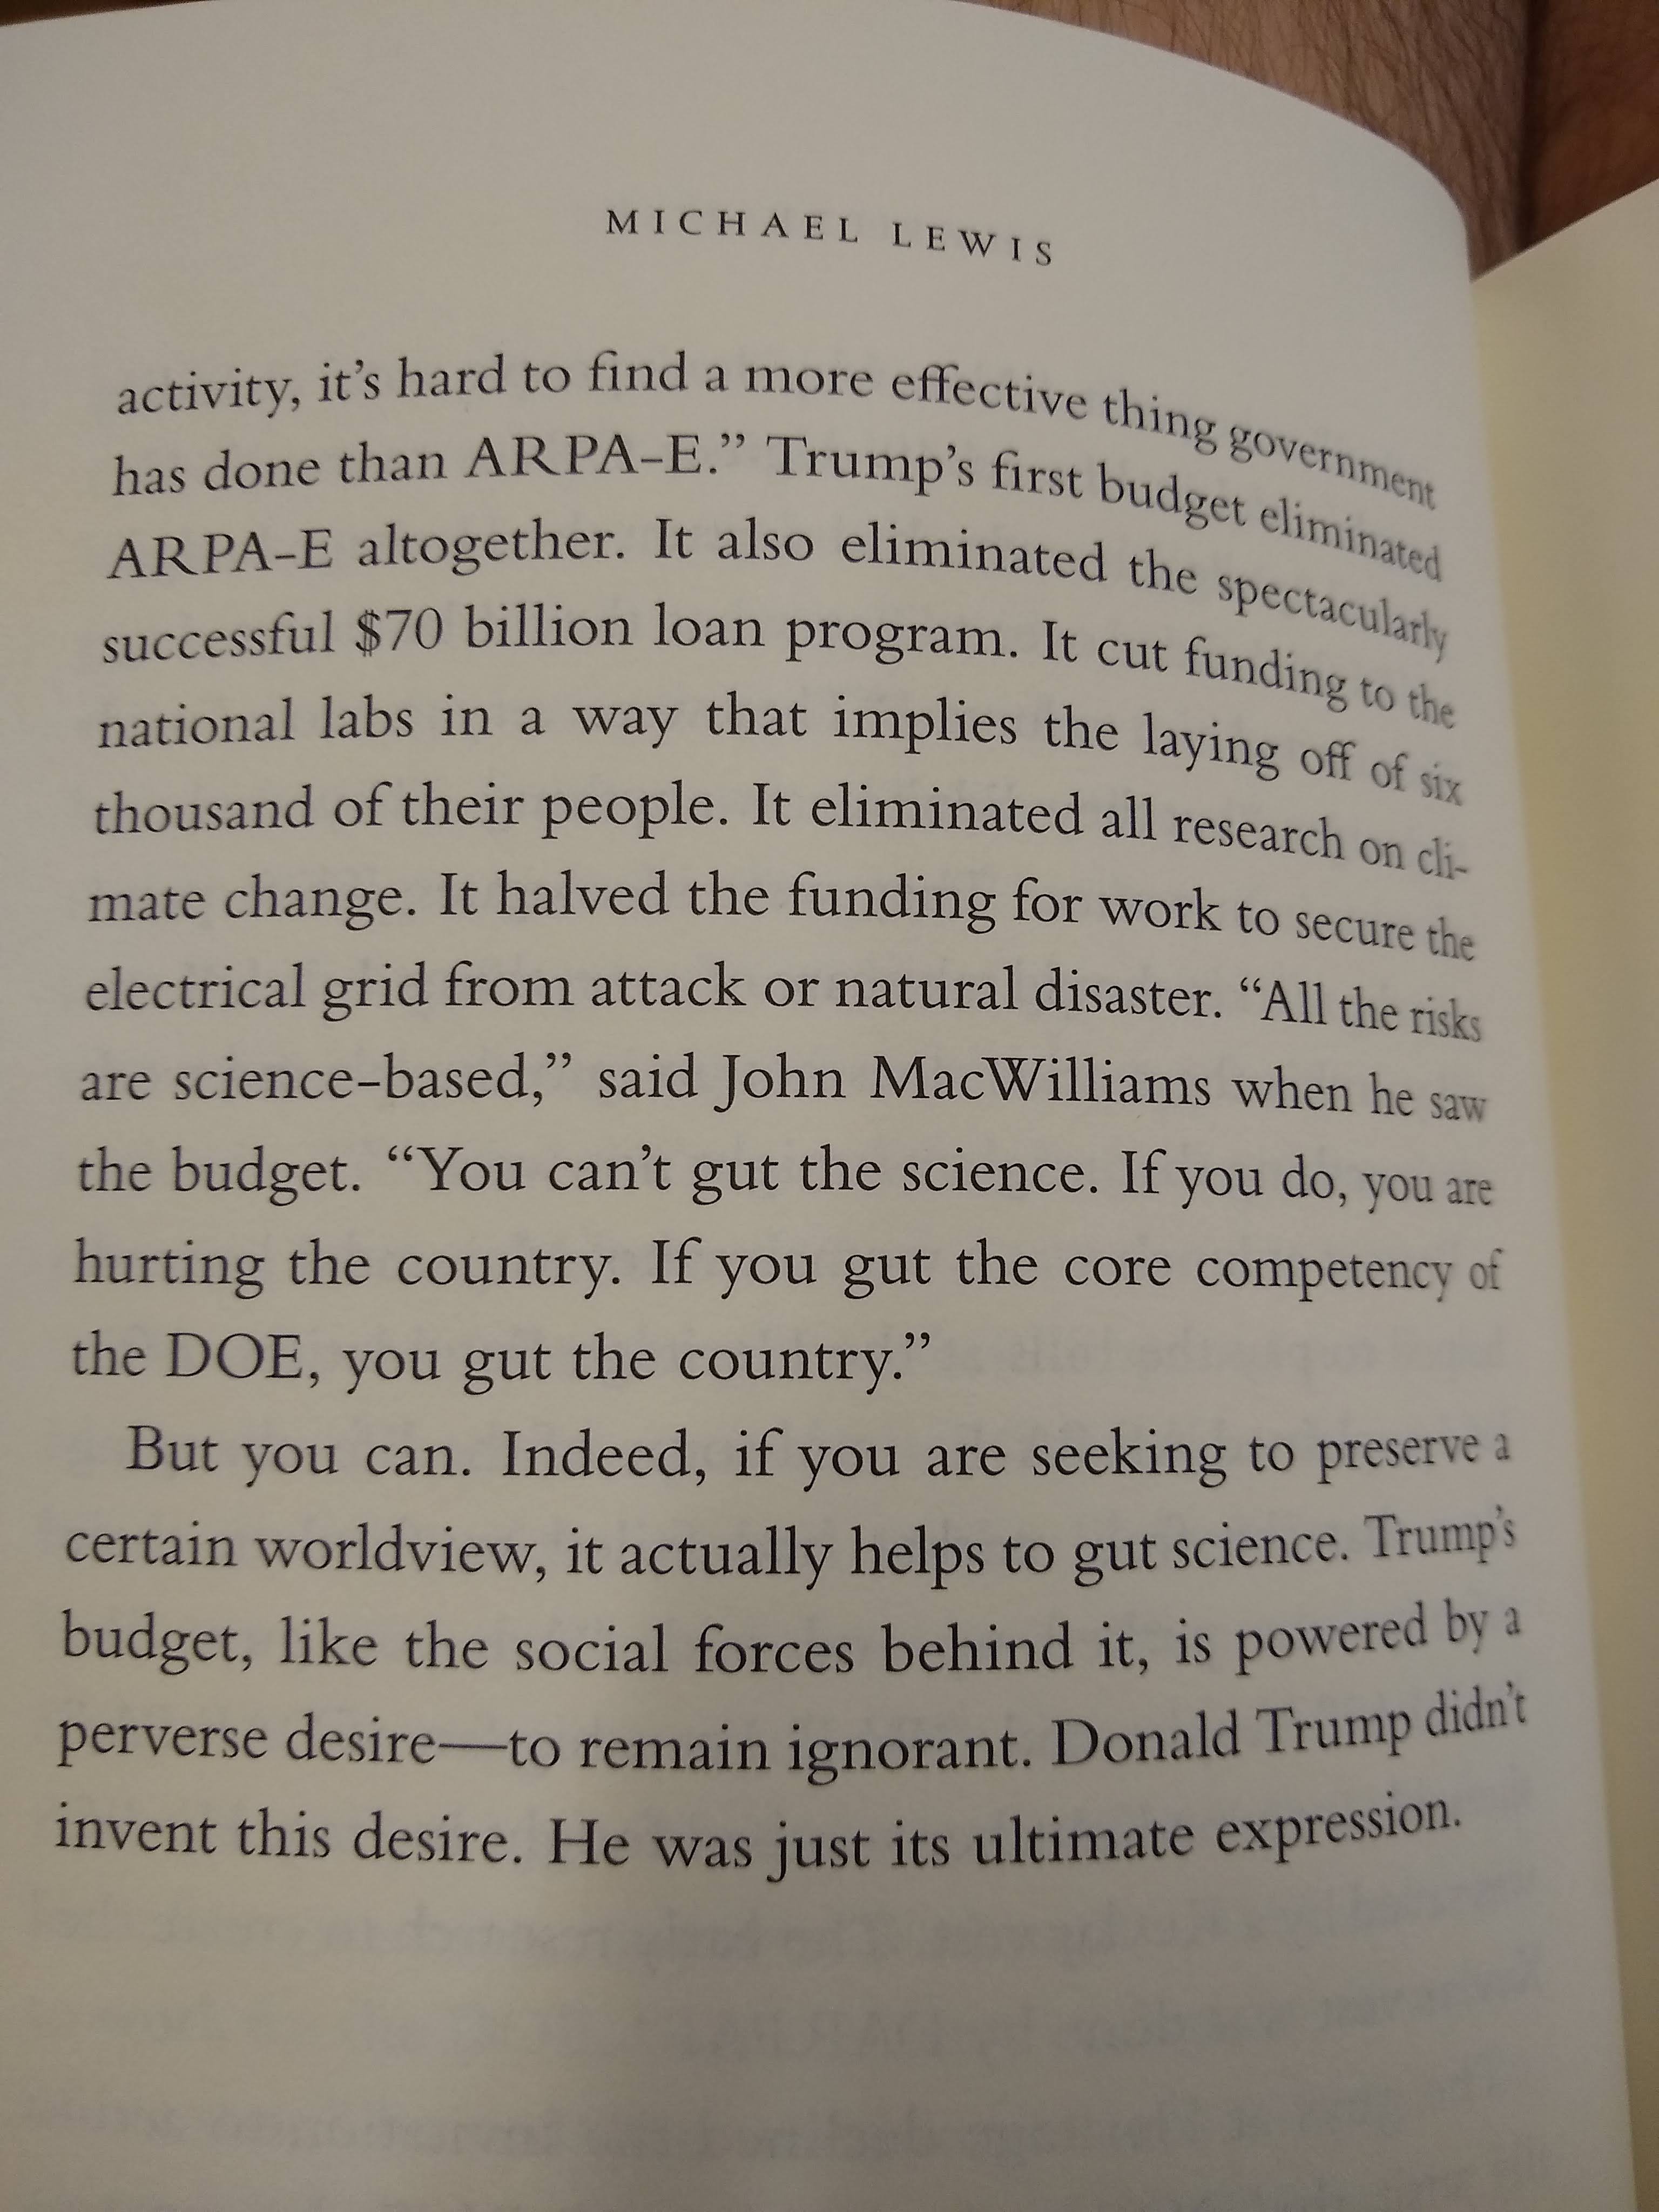 MICHAEL LEWIS
activity, it's hard to find a more effective thing government
has done than ARPA-E.” Trump's first budget eliminated
ARPA-E altogether. It also eliminated the spectacularly
successful $70 billion loan program. It cut funding to the
national labs in a way that implies the laying off of six
thousand of their people. It eliminated all research on cli-
mate change. It halved the funding for work to secure the
electrical grid from attack or natural disaster. “All the risks
are science-based,” said John MacWilliams when he saw
the budget. “You can't gut the science. If you do, you are
hurting the country. If you gut the core competency of
the DOE, you gut the country.”
But you can. Indeed, if you are seeking to preserve a
certain worldview, it actually helps to gut science. Trump's
budget, like the social forces behind it, is powered by a
perverse desire—to remain ignorant. Donald Trump didn't
invent this desire. He was just its ultimate expression.